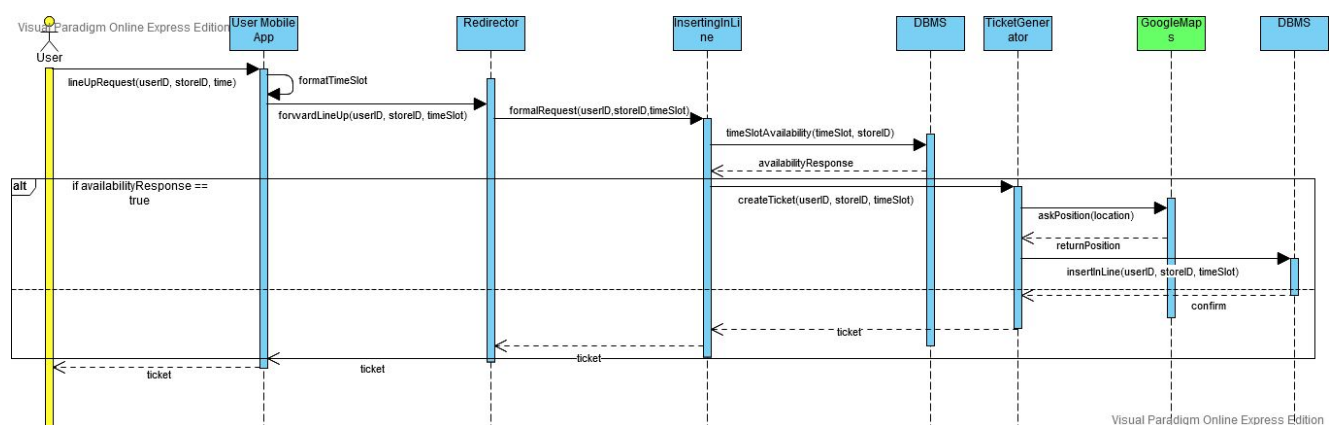 Visual Paradigm Online Express Edition
User
User Mobile
App
Redirector
InsertingInLi
ne
DBMS
TicketGener
ator
GoogleMap
s
DBMS
lineUpRequest(userID, storeID, time)
formatTimeSlot
forwardLineUp(userID, storeID, timeSlot)
formalRequest(userID,storeID,timeSlot)
timeSlotAvailability(timeSlot, storeID)
availabilityResponse
alt
if availabilityResponse ==
true
createTicket(userID, storeID, timeSlot)
askPosition(location)
returnPosition
insertInLine(userID, storeID, timeSlot)
confirm
ticket
ticket
ticket
ticket
Visual Paradigm Online Express Edition